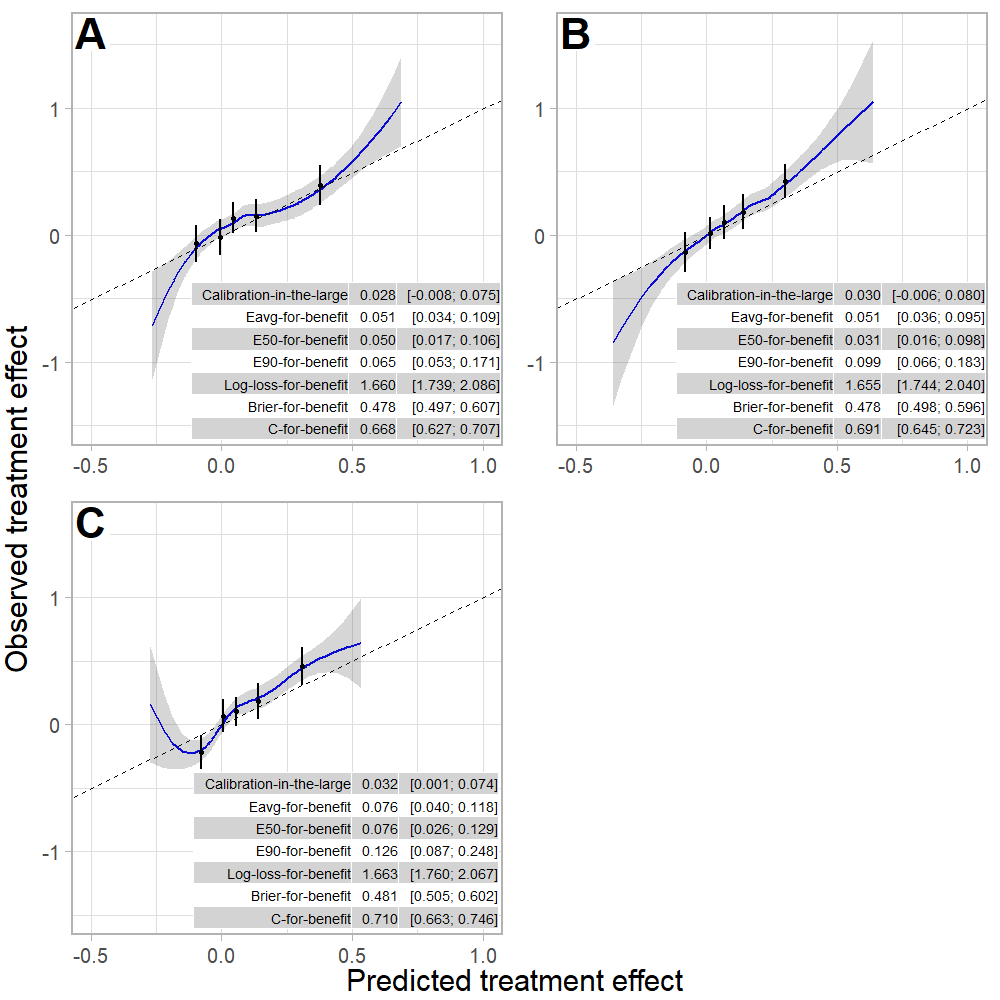 A
1
0
-1
Calibration-in-the-large 0.028 [-0.008; 0.075]
Eavg-for-benefit 0.051 [0.034; 0.109]
E50-for-benefit 0.050 [0.017; 0.106]
E90-for-benefit 0.065 [0.053; 0.171]
Log-loss-for-benefit 1.660 [1.739; 2.086]
Brier-for-benefit 0.478 [0.497; 0.607]
C-for-benefit 0.668 [0.627; 0.707]
-0.5 0.0 0.5 1.0
B
1
0
-1
Calibration-in-the-large 0.030 [-0.006; 0.080]
Eavg-for-benefit 0.051 [0.036; 0.095]
E50-for-benefit 0.031 [0.016; 0.098]
E90-for-benefit 0.099 [0.066; 0.183]
Log-loss-for-benefit 1.655 [1.744; 2.040]
Brier-for-benefit 0.478 [0.498; 0.596]
C-for-benefit 0.691 [0.645; 0.723]
-0.5 0.0 0.5 1.0
Observed treatment effect
C
1
0
-1
Calibration-in-the-large 0.032 [0.001; 0.074]
Eavg-for-benefit 0.076 [0.040; 0.118]
E50-for-benefit 0.076 [0.026; 0.129]
E90-for-benefit 0.126 [0.087; 0.248]
Log-loss-for-benefit 1.663 [1.760; 2.067]
Brier-for-benefit 0.481 [0.505; 0.602]
C-for-benefit 0.710 [0.663; 0.746]
-0.5 0.0 0.5 1.0
Predicted treatment effect